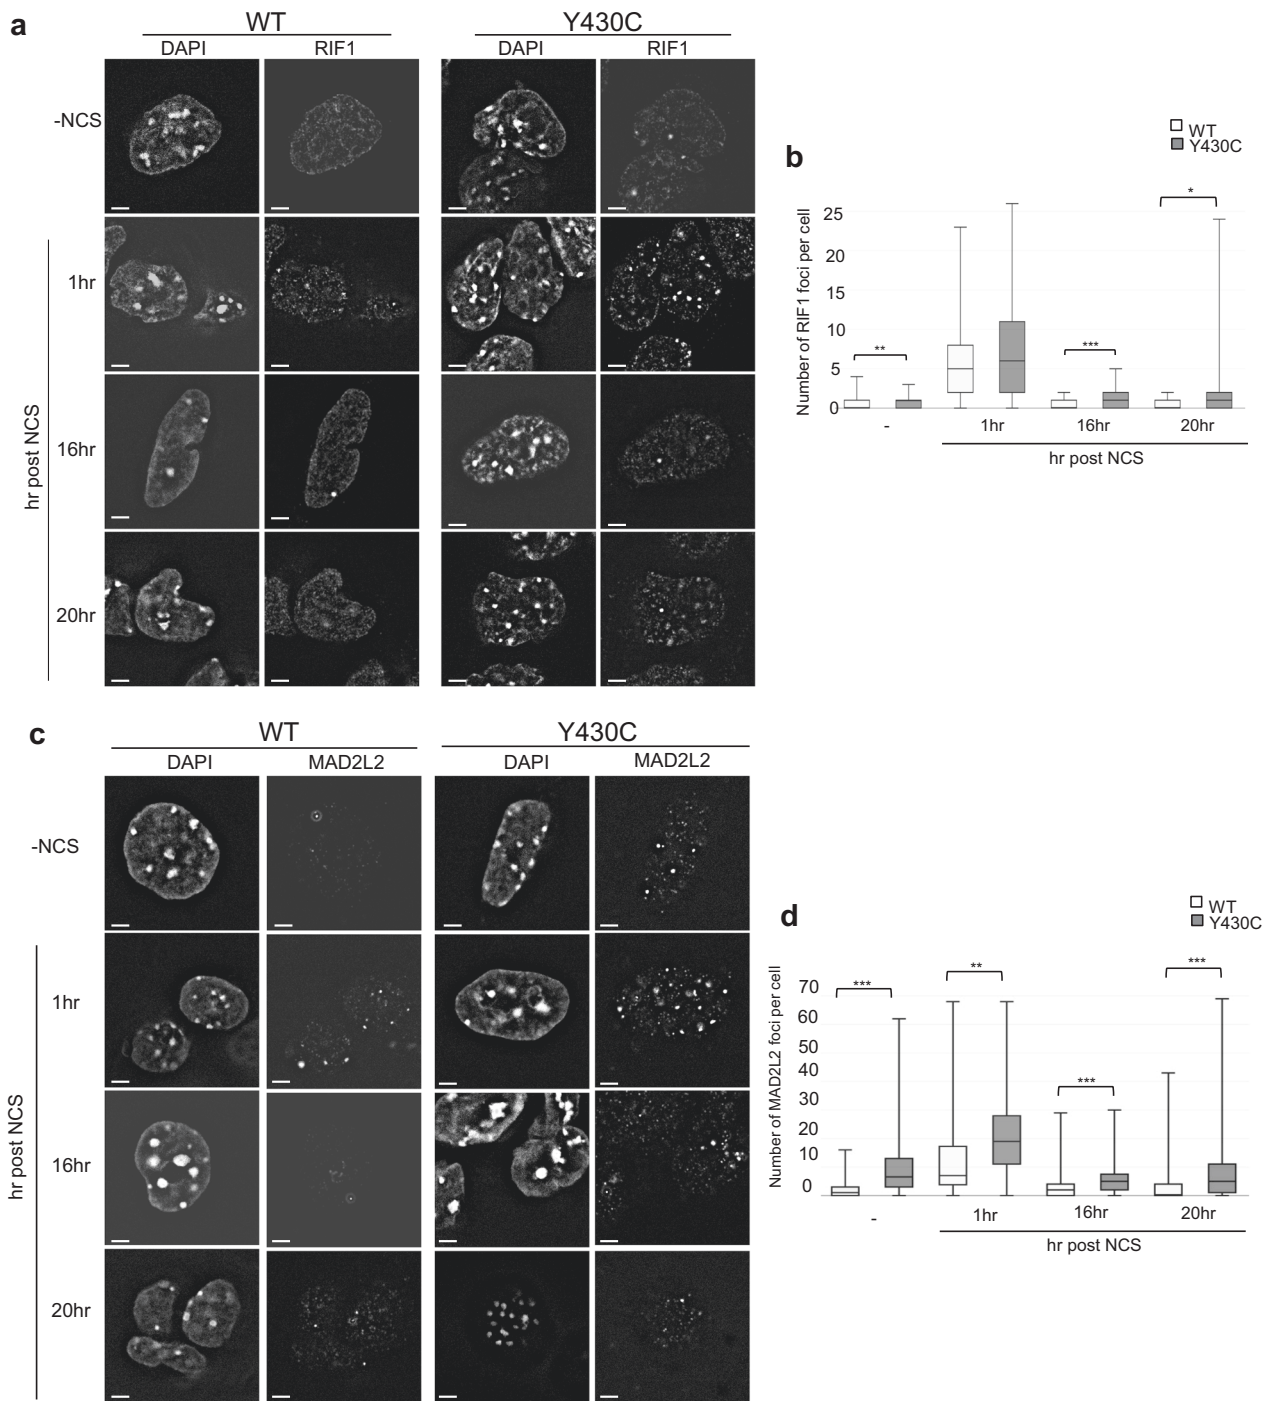 a
WT
Y430C
DAPI
RIF1
DAPI
RIF1
-NCS
1hr
16hr
20hr
hr post NCS
b
WT
Y430C
Number of RIF1 foci per cell
25
20
15
10
5
0
**
***
*
-
1hr
16hr
20hr
hr post NCS
c
WT
Y430C
DAPI
MAD2L2
DAPI
MAD2L2
-NCS
1hr
16hr
20hr
hr post NCS
d
WT
Y430C
Number of MAD2L2 foci per cell
70
60
50
40
30
20
10
0
***
**
***
***
-
1hr
16hr
20hr
hr post NCS